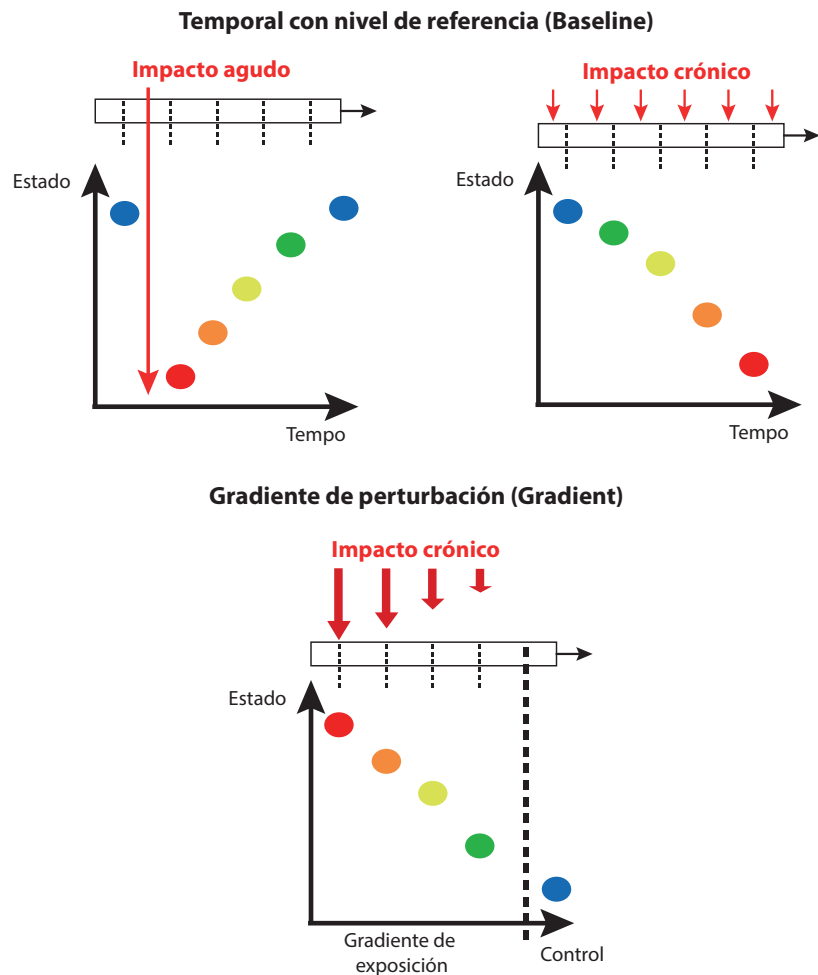 Temporal con nivel de referencia (Baseline)
Impacto agudo
Estado
Tempo
Impacto crónico
Estado
Tempo
Gradiente de perturbación (Gradient)
Impacto crónico
Estado
Gradiente de
exposición
Control